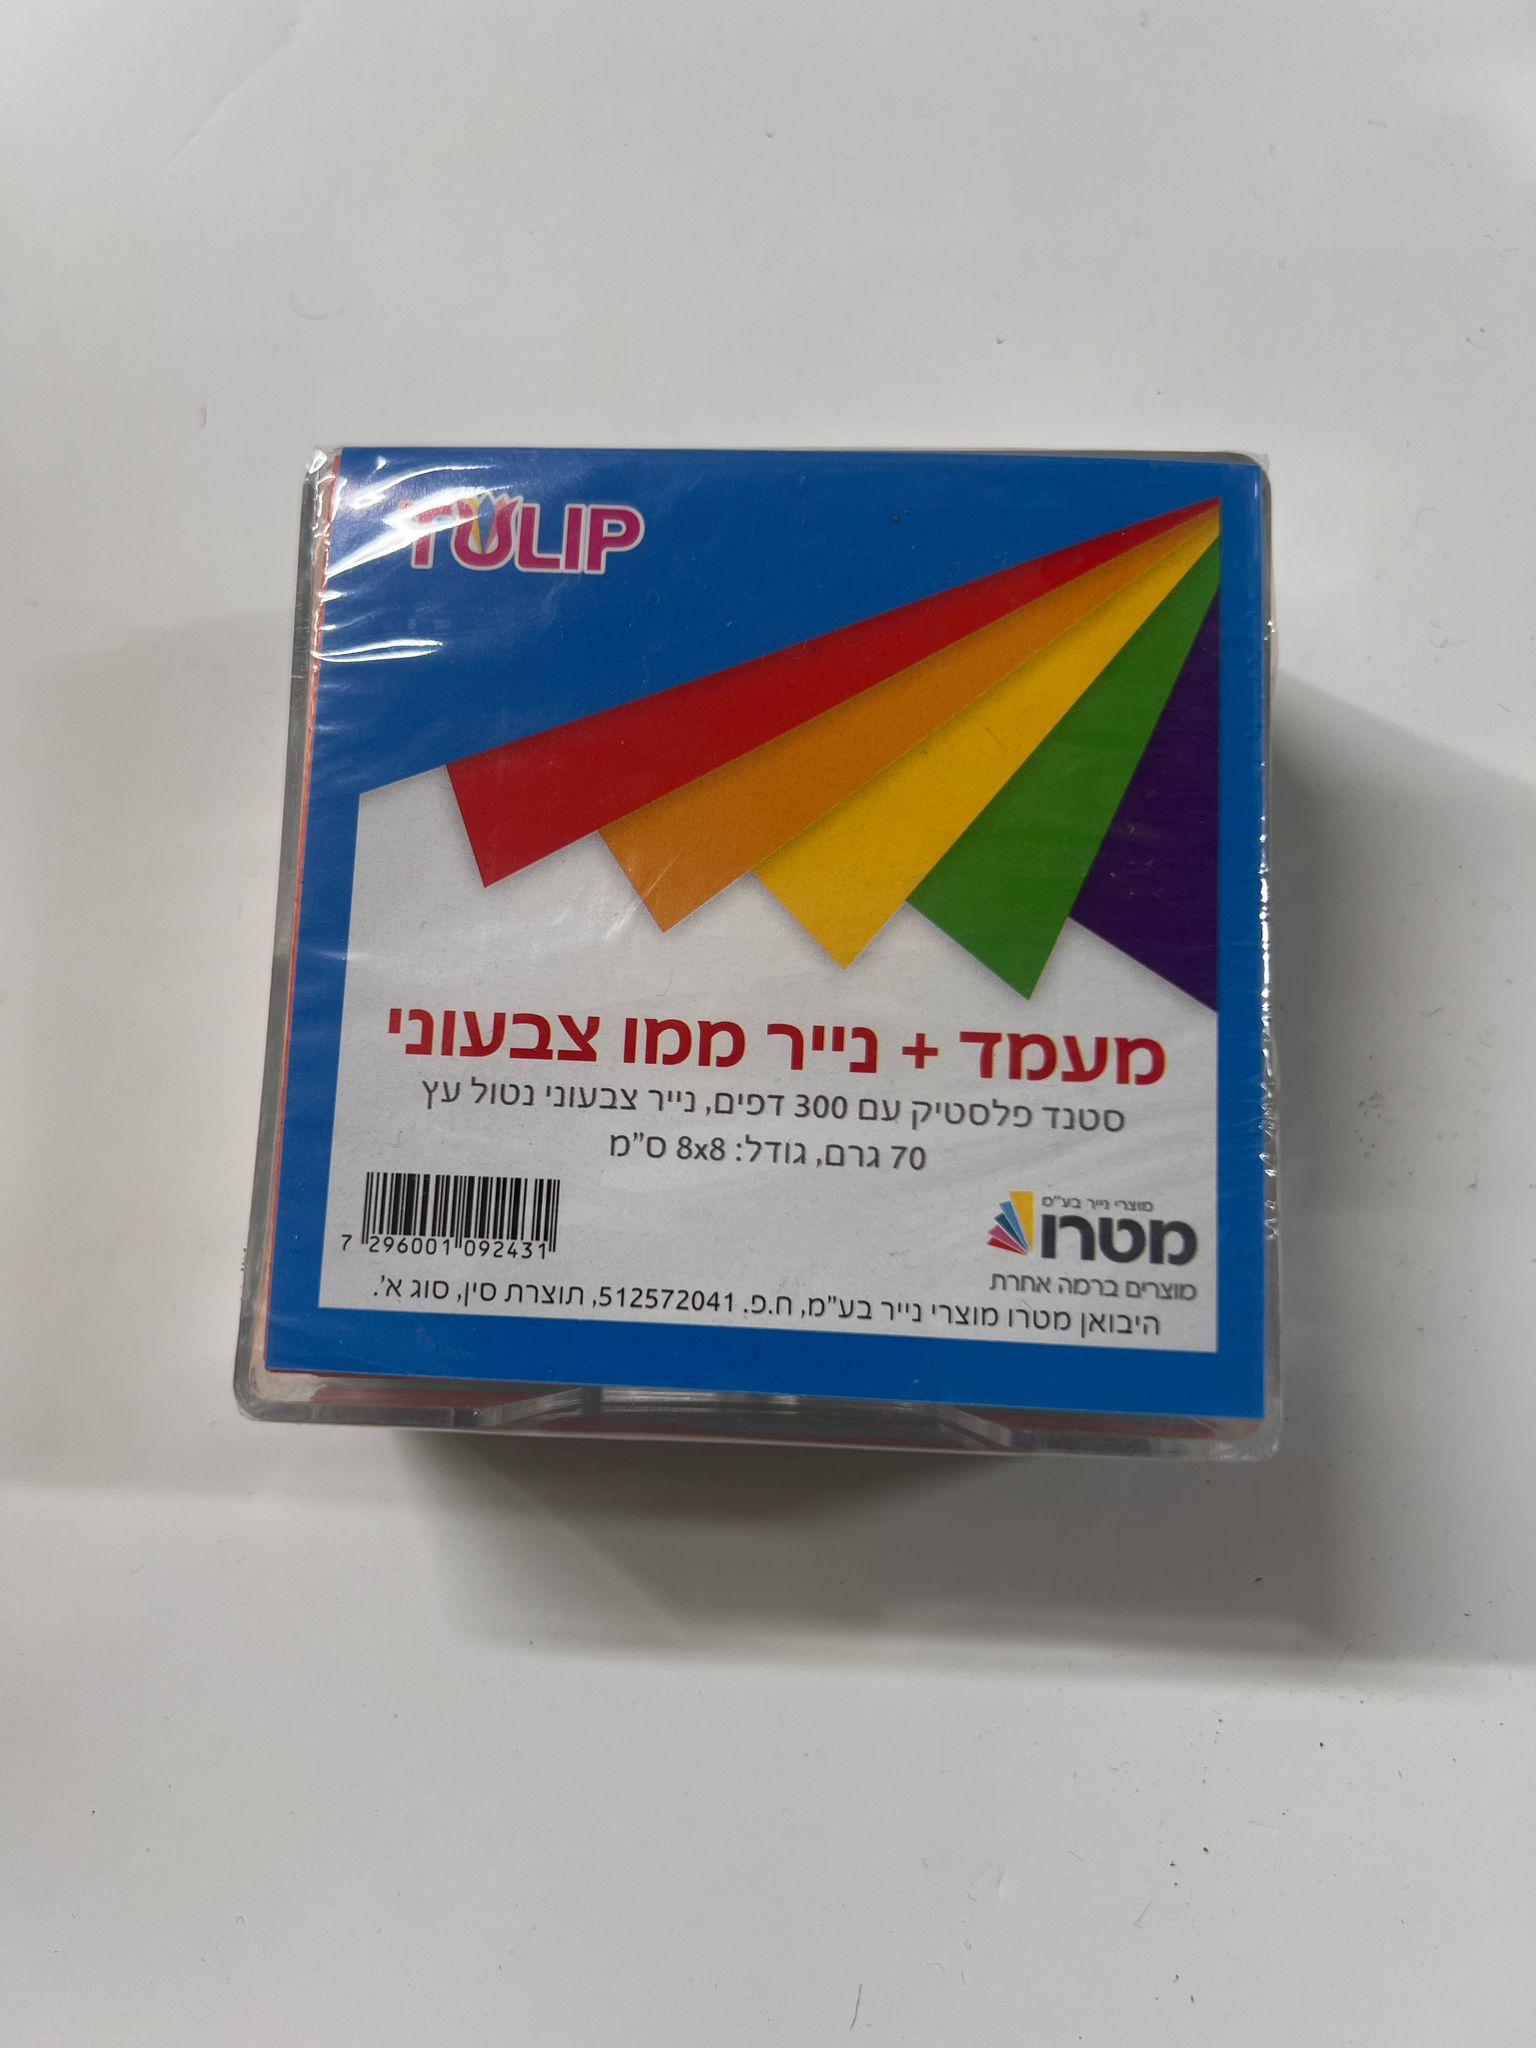 TULIP
מעמד + נייר ממו צבעוני
סטנד פלסטיק עם 300 דפים, נייר צבעוני נטול עץ
70 גרם, גודל: 8x8 ס"מ
7 296001 092431
מוצרי נייר בע"מ
מטרו
מוצרים ברמה אחרת
היבואן מטרו מוצרי נייר בע"מ, ח.פ. 512572041, תוצרת סין, סוג א'.